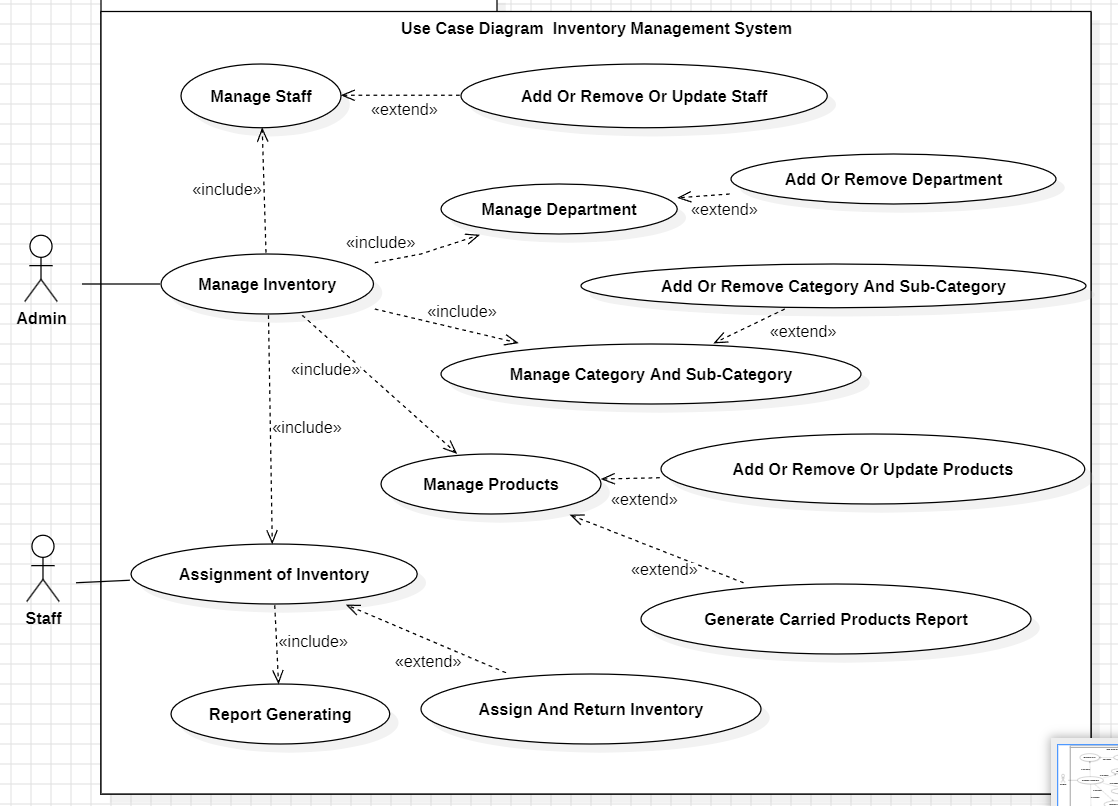 Use Case Diagram  Inventory Management System
Manage Staff
Add Or Remove Or Update Staff
«extend»
Add Or Remove Department
«include»
Manage Department
«extend»
«include»
Manage Inventory
Add Or Remove Category And Sub-Category
Admin
«include»
«extend»
«include»
Manage Category And Sub-Category
«include»
Add Or Remove Or Update Products
Manage Products
«extend»
«extend»
Assignment of Inventory
Staff
Generate Carried Products Report
«include»
«extend»
Report Generating
Assign And Return Inventory